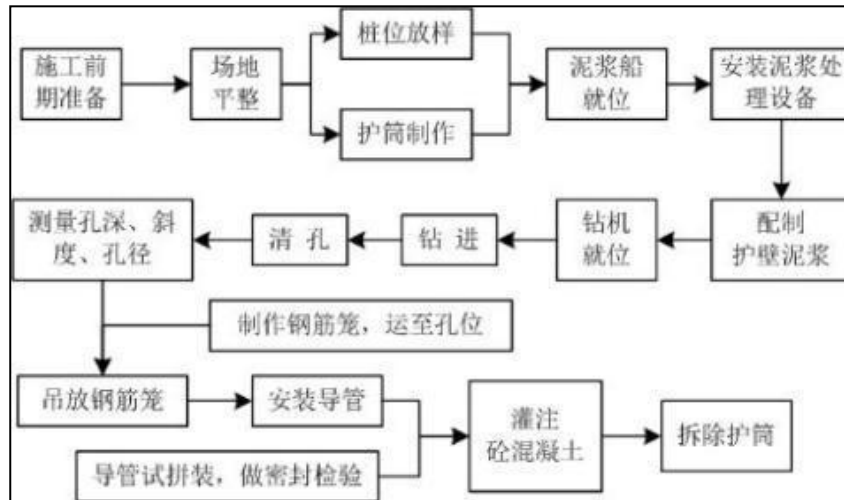 施工前
期准备
场地
平整
桩位放样
护筒制作
泥浆船
就位
安装泥浆处
理设备
配制
护壁泥浆
钻机
就位
钻 进
清 孔
测量孔深、斜
度、孔径
制作钢筋笼，运至孔位
吊放钢筋笼
安装导管
导管试拼装，做密封检验
灌注
砼混凝土
拆除护筒